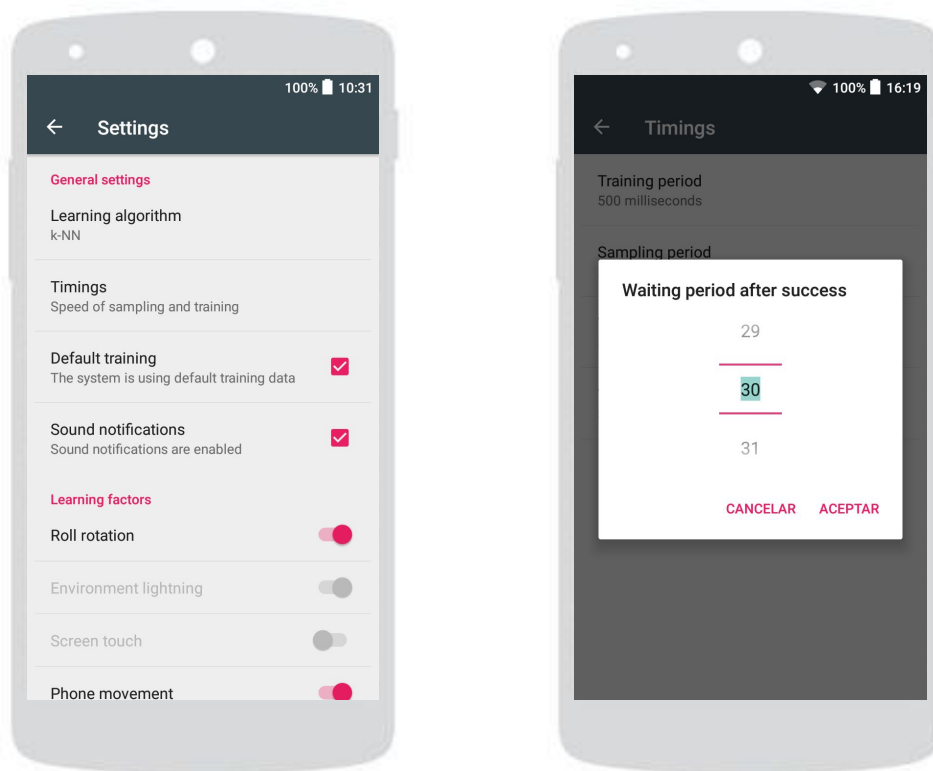 100% 10:31
Settings
General settings
Learning algorithm
k-NN
Timings
Speed of sampling and training
Default training
The system is using default training data
Sound notifications
Sound notifications are enabled
Learning factors
Roll rotation
Environment lightning
Screen touch
Phone movement
100% 16:19
Timings
Training period
500 milliseconds
Sampling period
Waiting period after success
29
30
31
CANCELAR ACEPTAR